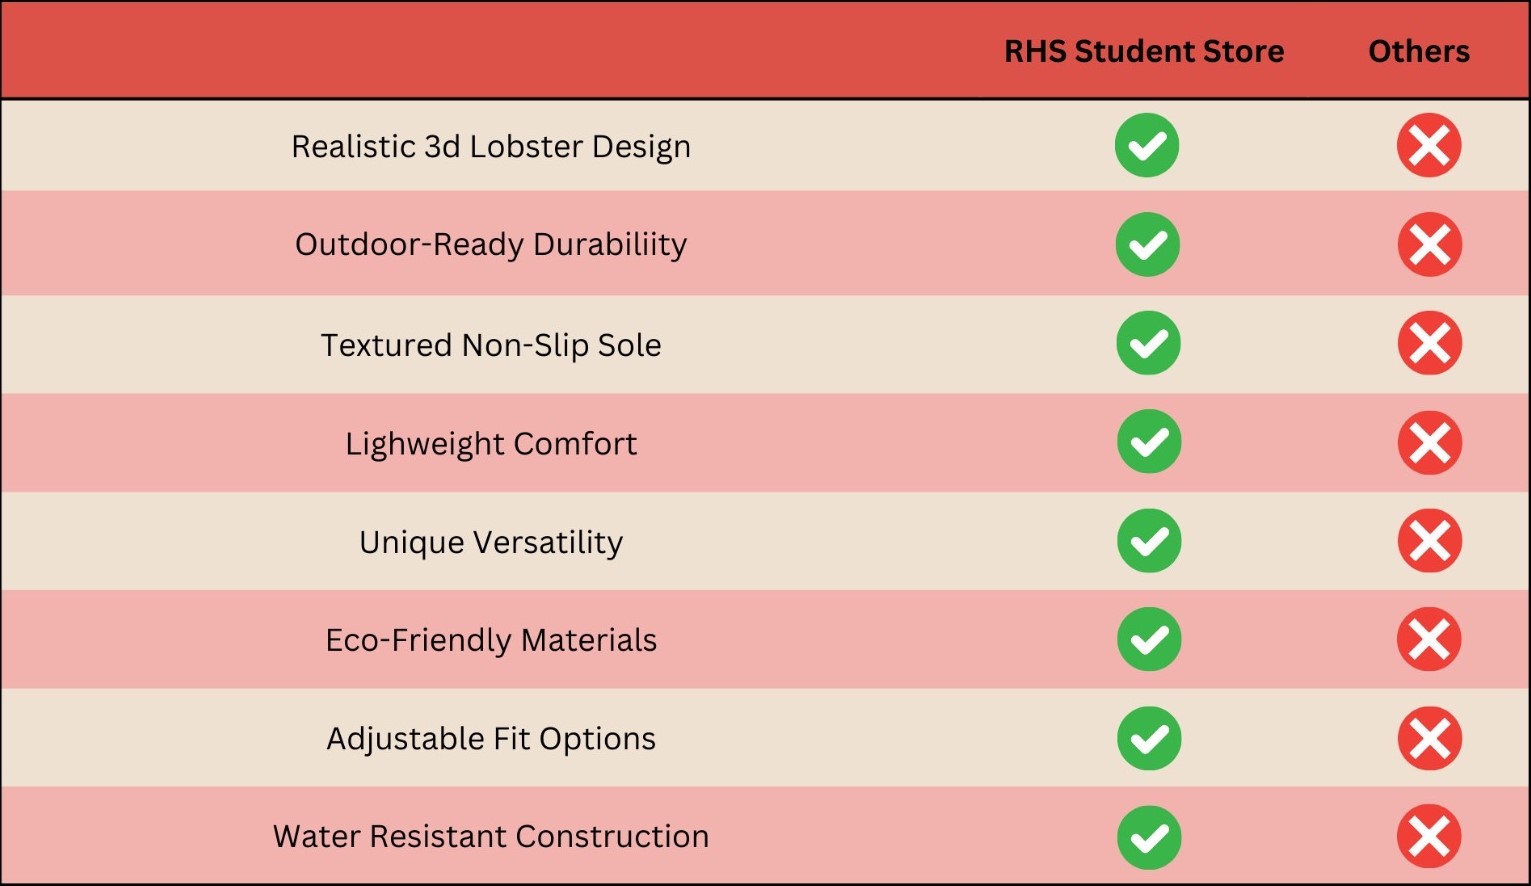 RHS Student Store Others
Realistic 3d Lobster Design
Outdoor-Ready Durabiliity
Textured Non-Slip Sole
Lighweight Comfort
Unique Versatility
Eco-Friendly Materials
Adjustable Fit Options
Water Resistant Construction